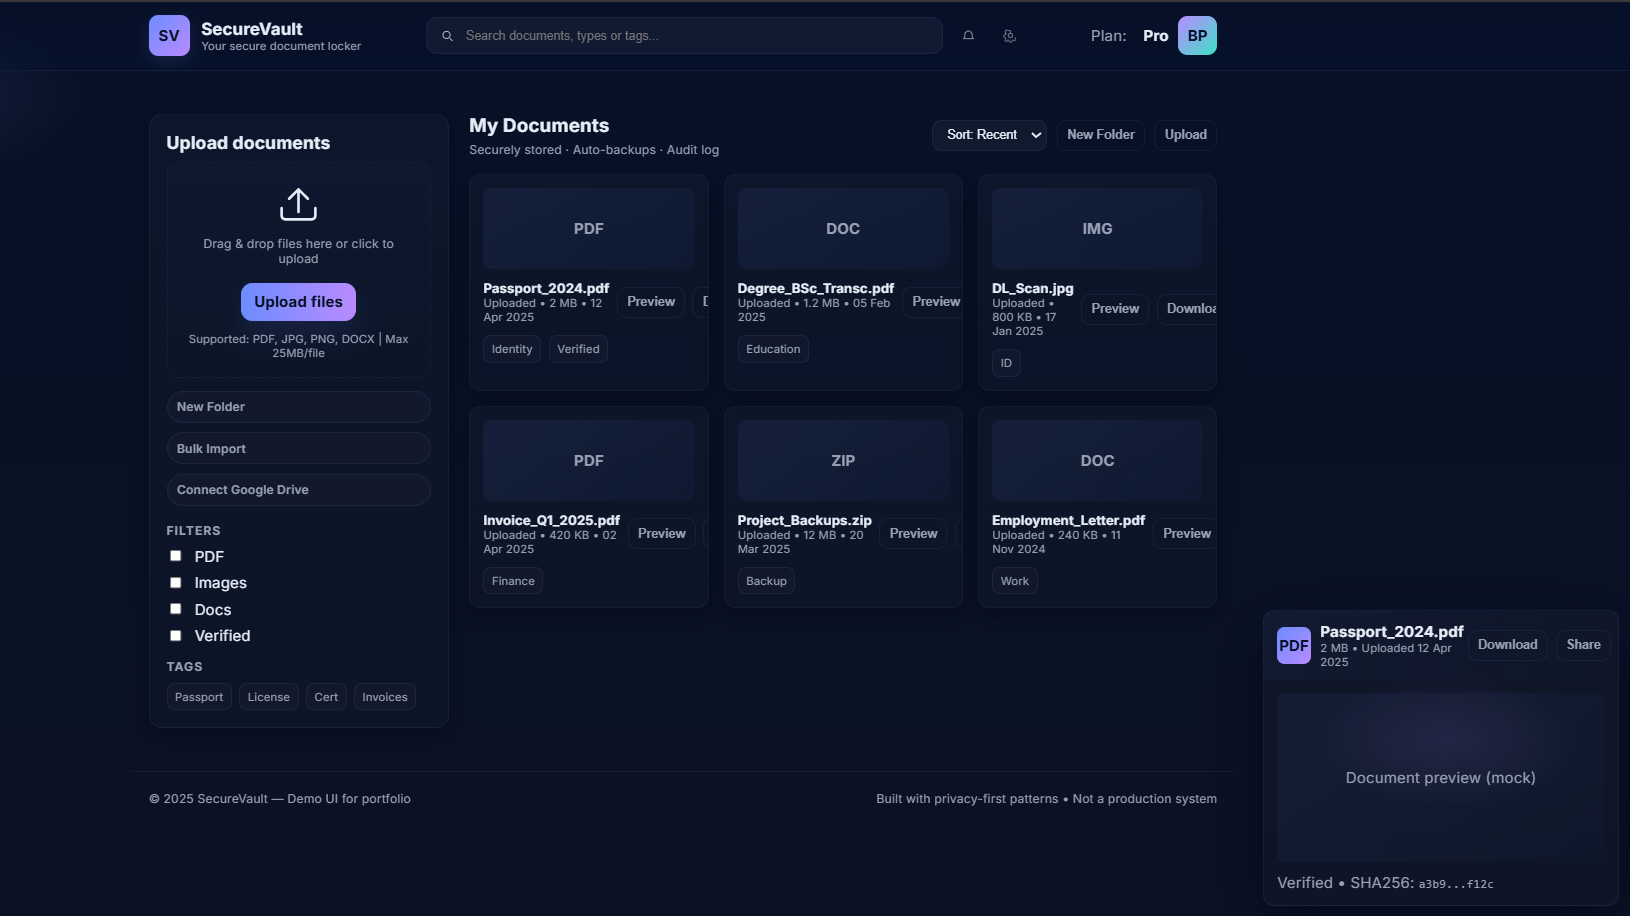 SV
SecureVault
Your secure document locker
Search documents, types or tags...
Plan: Pro
BP
Upload documents
Drag & drop files here or click to
upload
Upload files
Supported: PDF, JPG, PNG, DOCX | Max
25MB/file
New Folder
Bulk Import
Connect Google Drive
FILTERS
PDF
Images
Docs
Verified
TAGS
Passport License Cert Invoices
My Documents
Securely stored · Auto-backups · Audit log
Sort: Recent
New Folder
Upload
PDF
Passport_2024.pdf
Uploaded • 2 MB • 12
Apr 2025
Preview
Identity Verified
DOC
Degree_BSc_Transc.pdf
Uploaded • 1.2 MB • 05 Feb
2025
Preview
Education
IMG
DL_Scan.jpg
Uploaded •
800 KB • 17
Jan 2025
Preview
Downloa
ID
PDF
Invoice_Q1_2025.pdf
Uploaded • 420 KB • 02
Apr 2025
Preview
Finance
ZIP
Project_Backups.zip
Uploaded • 12 MB • 20
Mar 2025
Preview
Backup
DOC
Employment_Letter.pdf
Uploaded • 240 KB • 11
Nov 2024
Preview
Work
PDF
Passport_2024.pdf
2 MB • Uploaded 12 Apr
2025
Download
Share
Document preview (mock)
Verified • SHA256: a3b9...f12c
© 2025 SecureVault — Demo UI for portfolio
Built with privacy-first patterns • Not a production system